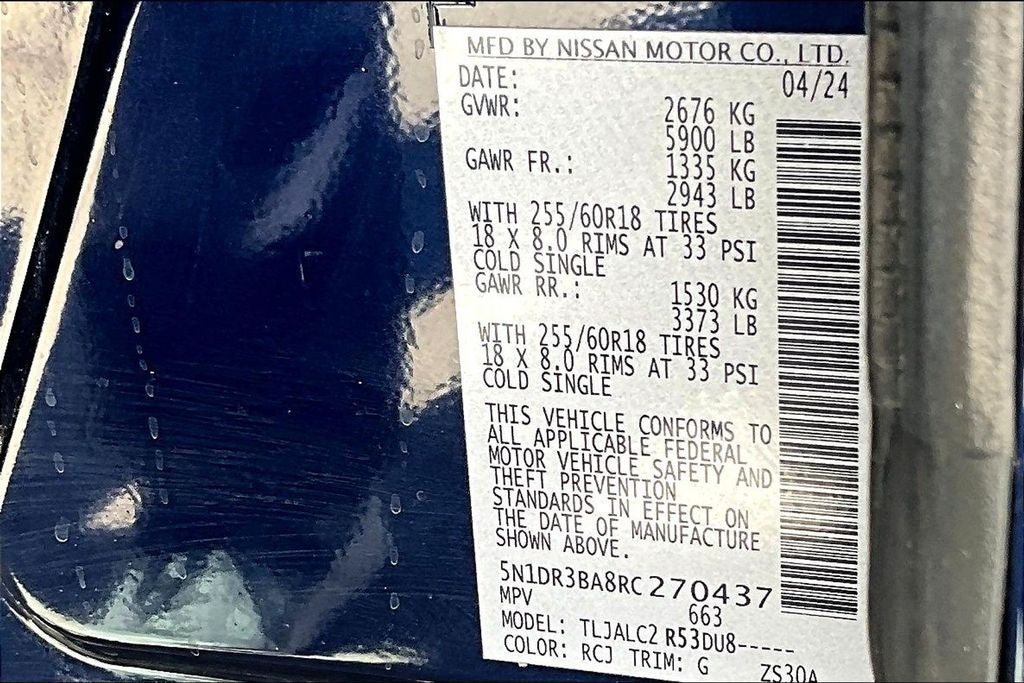 MFD BY NISSAN MOTOR CO., LTD.
DATE: 04/24
GVWR: 2676 KG
5900 LB
GAWR FR.: 1335 KG
2943 LB
WITH 255/60R18 TIRES
18 X 8.0 RIMS AT 33 PSI
COLD SINGLE
GAWR RR.: 1530 KG
3373 LB
WITH 255/60R18 TIRES
18 X 8.0 RIMS AT 33 PSI
COLD SINGLE
THIS VEHICLE CONFORMS TO
ALL APPLICABLE FEDERAL
MOTOR VEHICLE SAFETY AND
THEFT PREVENTION
STANDARDS IN EFFECT ON
THE DATE OF MANUFACTURE
SHOWN ABOVE.
5N1DR3BA8RC270437
MPV 663
MODEL: TLJALC2 R53DU8-----
COLOR: RCJ TRIM: G ZS30A